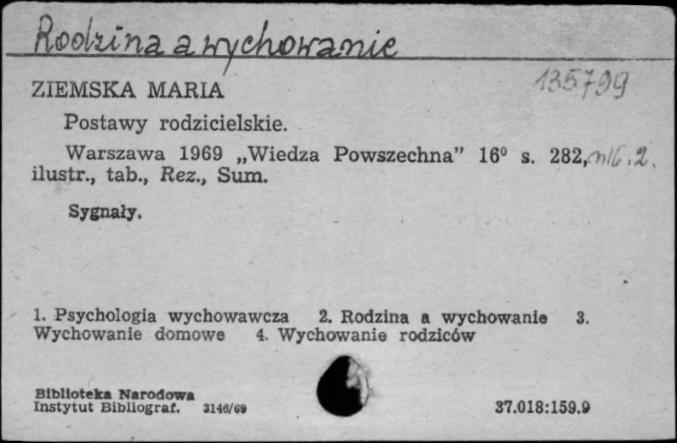 Rodzina a wychowanie
135799
ZIEMSKA MARIA
Postawy rodzicielskie.
Warszawa 1969 „Wiedza Powszechna” 16⁰ s. 282, nlb. 2.
ilustr., tab., Rez., Sum.
Sygnały.
1. Psychologia wychowawcza 2. Rodzina a wychowanie 3.
Wychowanie domowe 4. Wychowanie rodziców
Biblioteka Narodowa
Instytut Bibliograf. 3146/69
37.018:159.9